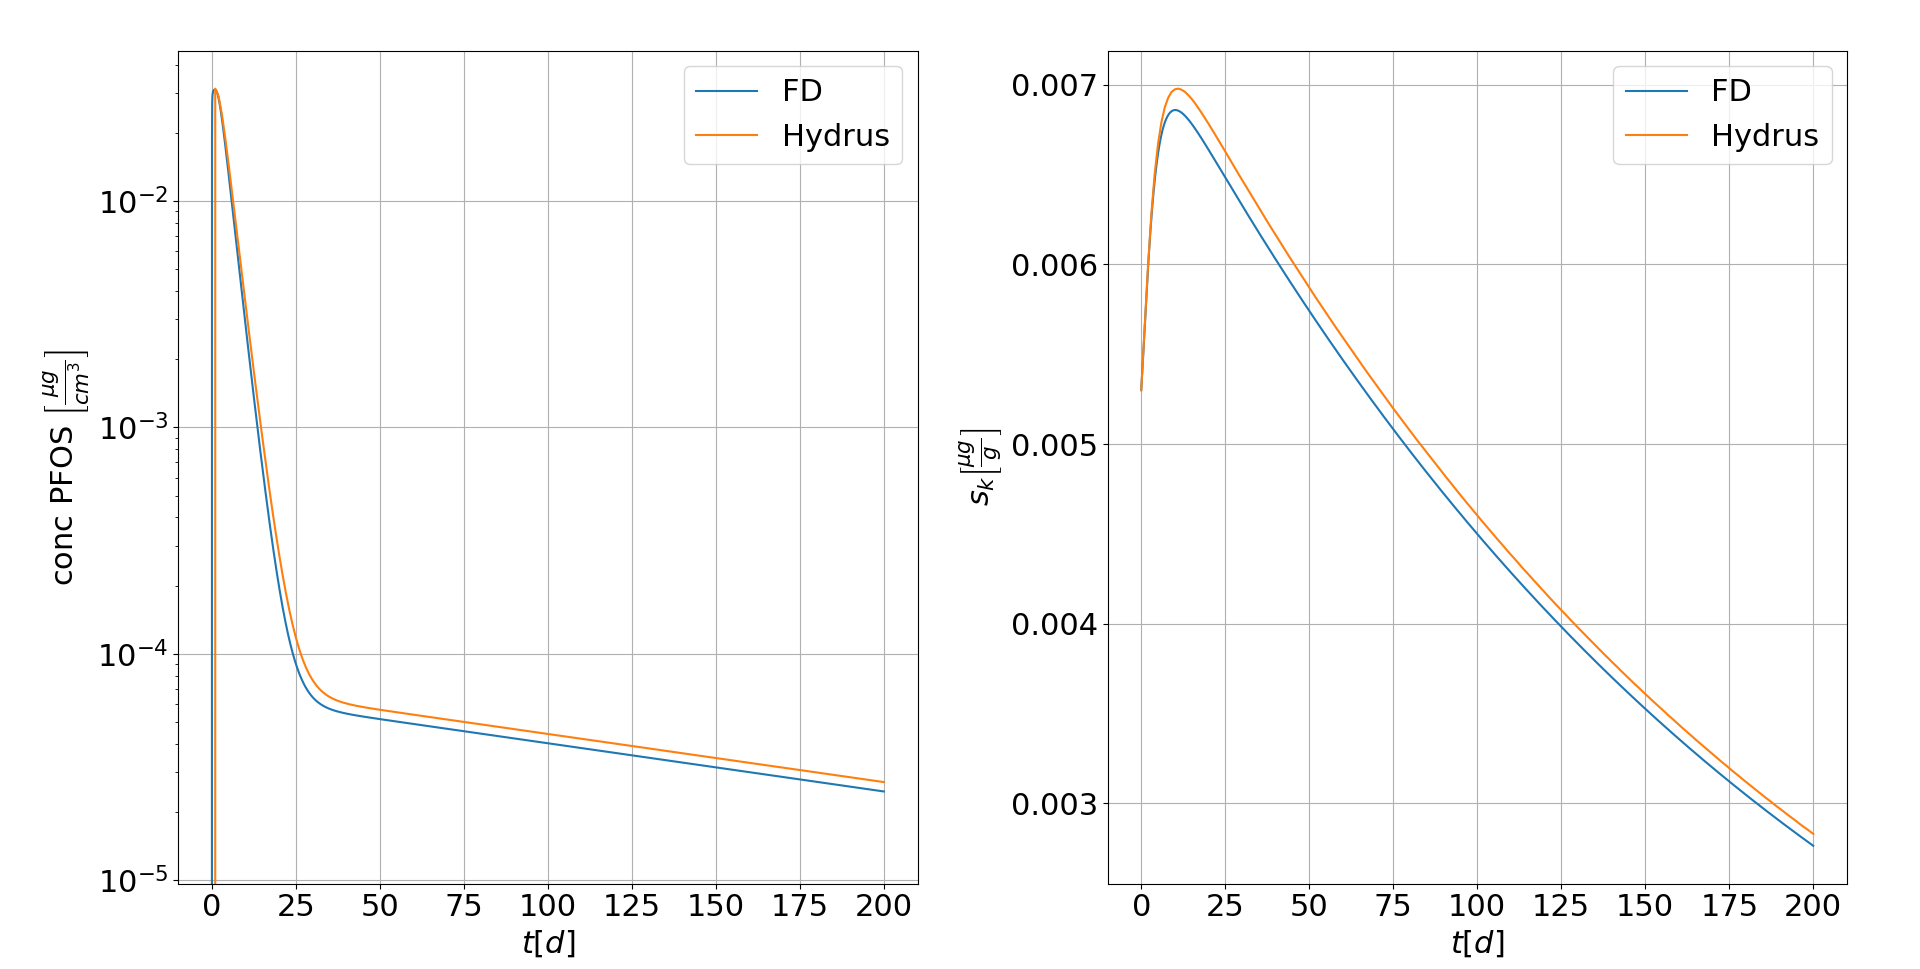 FD
Hydrus
10⁻²
10⁻³
10⁻⁴
10⁻⁵
conc PFOS [μg/cm³]
0 25 50 75 100 125 150 175 200
t[d]
FD
Hydrus
0.007
0.006
0.005
0.004
0.003
sₖ[μg/g]
0 25 50 75 100 125 150 175 200
t[d]